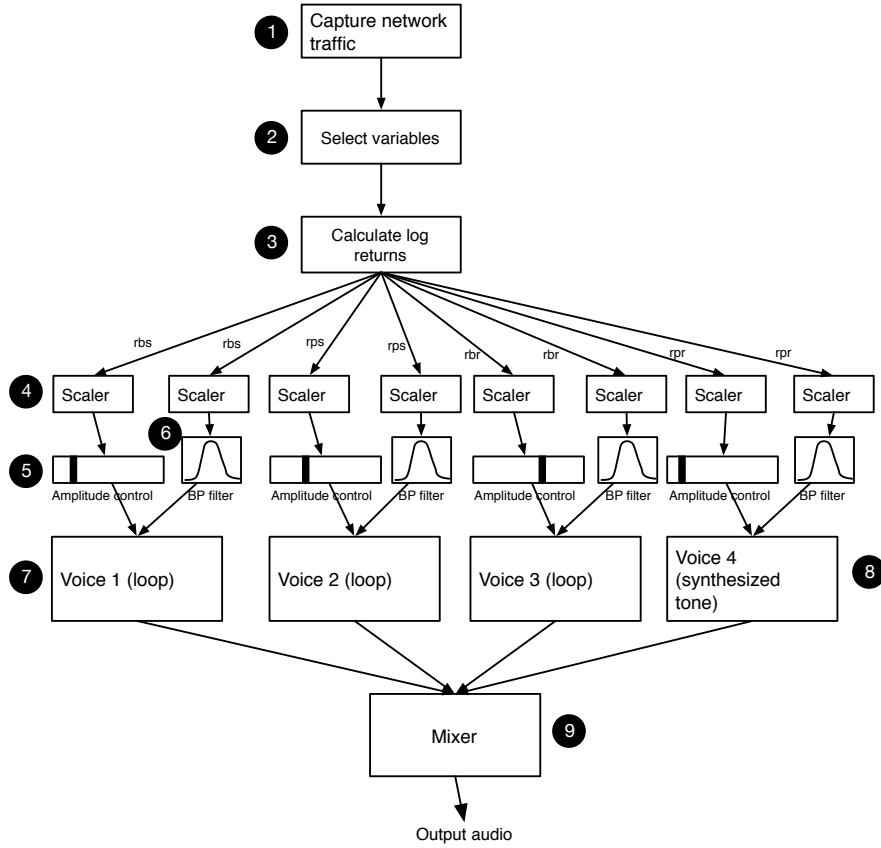 1
Capture network
traffic
2
Select variables
3
Calculate log
returns
rbs
rbs
rps
rps
rbr
rbr
rpr
rpr
4
Scaler
Scaler
Scaler
Scaler
Scaler
Scaler
Scaler
Scaler
6
5
Amplitude control
BP filter
Amplitude control
BP filter
Amplitude control
BP filter
Amplitude control
BP filter
7
Voice 1 (loop)
Voice 2 (loop)
Voice 3 (loop)
Voice 4
(synthesized
tone)
8
Mixer
9
Output audio